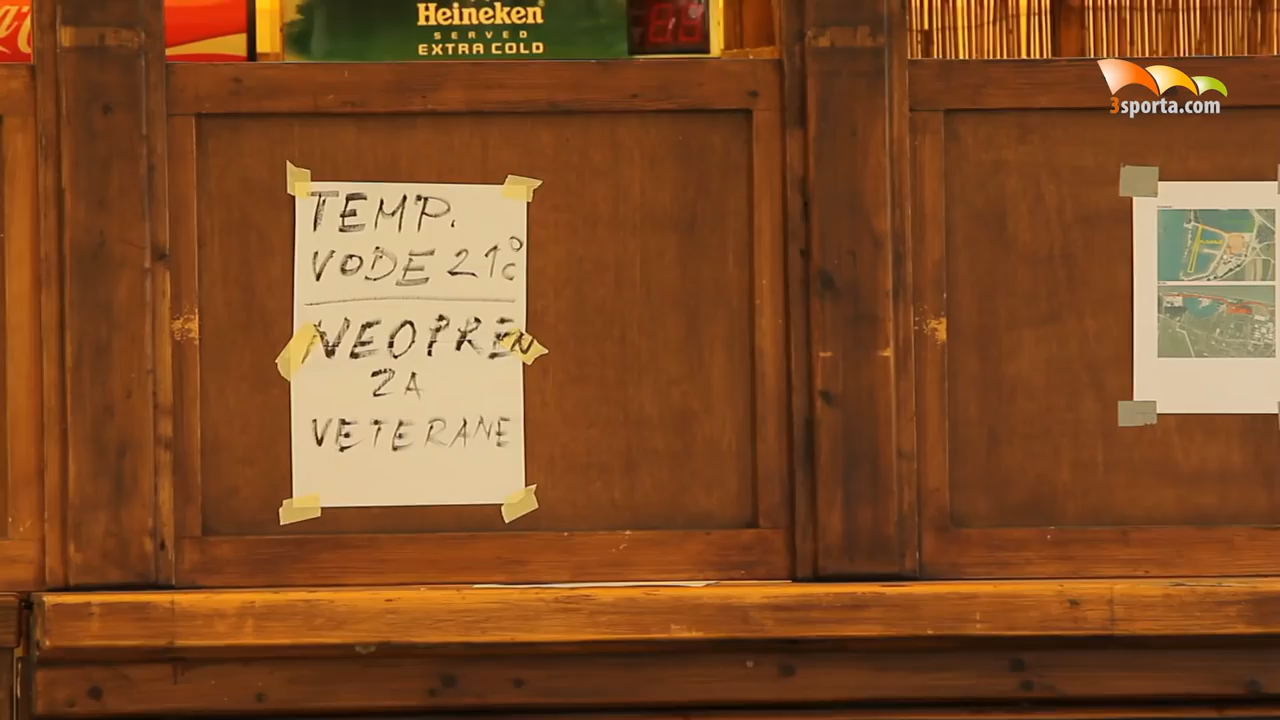 Heineken
SERVED
EXTRA COLD
3sporta.com
TEMP.
VODE 21°C
NEOPREN
ZA
VETERANE